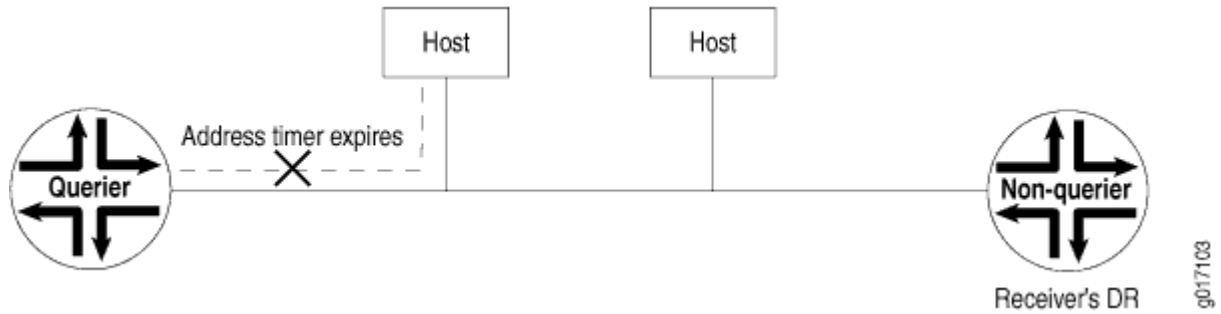 Host
Host
Address timer expires
Querier
Non-querier
Receiver's DR
g017103